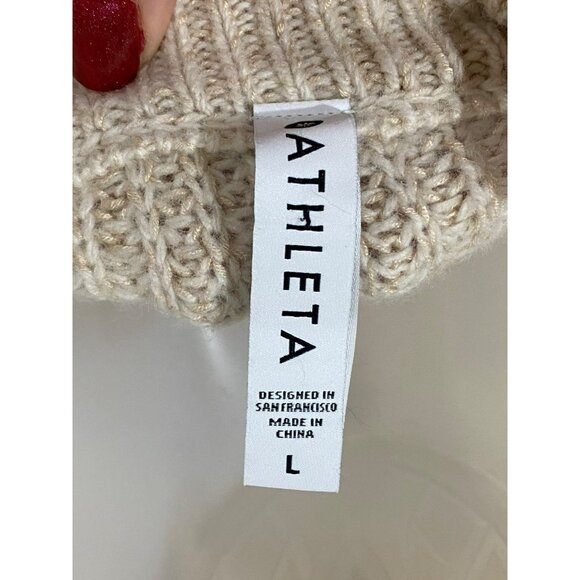 ATHLETA
DESIGNED IN
SAN FRANCISCO
MADE IN
CHINA
L